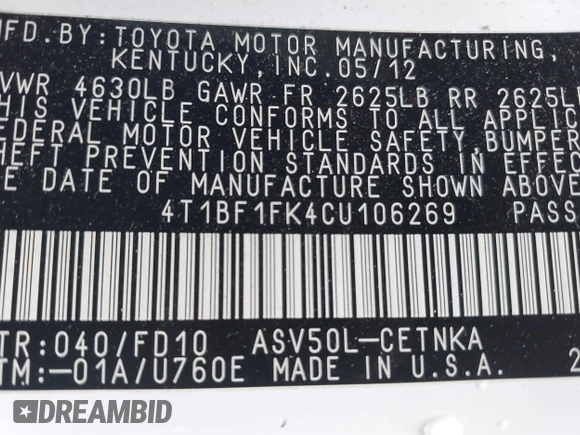 MFD. BY: TOYOTA MOTOR MANUFACTURING,
KENTUCKY, INC. 05/12
VWR 4630LB GAWR FR 2625LB RR 2625L
HIS VEHICLE CONFORMS TO ALL APPLIC
EDERAL MOTOR VEHICLE SAFETY, BUMPER
HEFT PREVENTION STANDARDS IN EFFEC
E DATE OF MANUFACTURE SHOWN ABOVE
4T1BF1FK4CU106269 PASS
TR: 040/FD10 ASV50L-CETNKA
TM: -01A/U760E MADE IN U.S.A. 2
DREAMBID